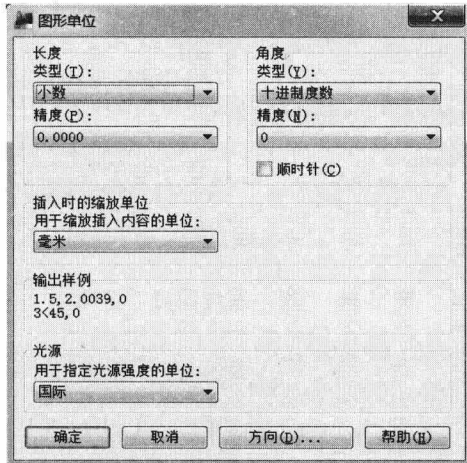 图形单位
长度
类型(T):
小数
精度(P):
0.0000
角度
类型(Y):
十进制度数
精度(N):
0
顺时针(C)
插入时的缩放单位
用于缩放插入内容的单位:
毫米
输出样例
1.5,2.0039,0
3<45,0
光源
用于指定光源强度的单位:
国际
确定
取消
方向(D)...
帮助(H)